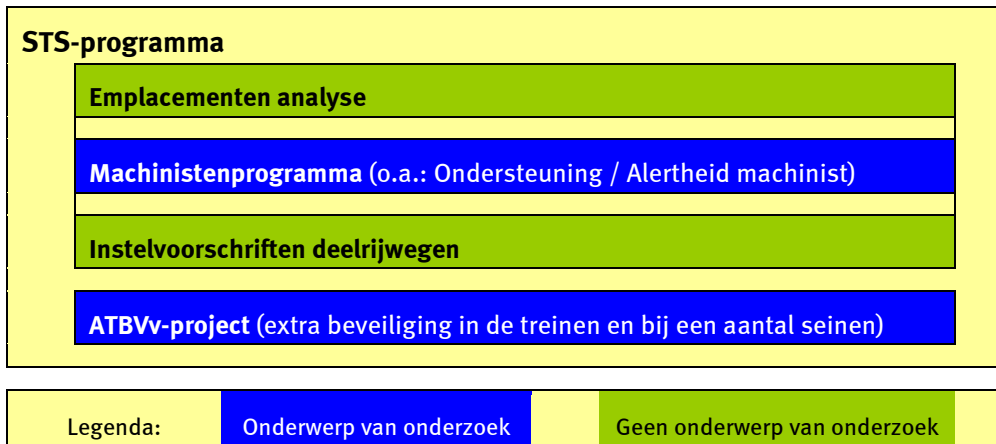 STS-programma
Emplacementen analyse
Machinistenprogramma (o.a.: Ondersteuning / Alertheid machinist)
Instelvoorschriften deelrijwegen
ATBVv-project (extra beveiliging in de treinen en bij een aantal seinen)
Legenda: Onderwerp van onderzoek Geen onderwerp van onderzoek